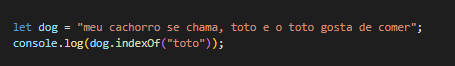 let dog = "meu cachorro se chama, toto e o toto gosta de comer";
console.log(dog.indexOf("toto"));